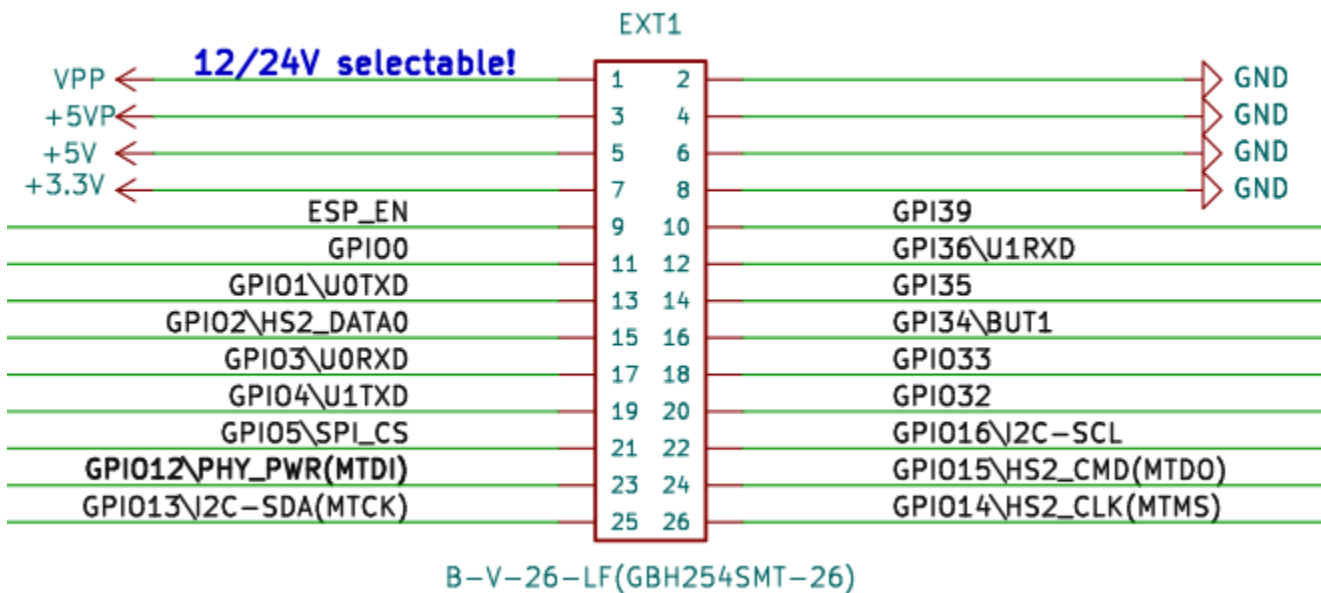 EXT1
12/24V selectable!
VPP 1 2 GND
+5VP 3 4 GND
+5V 5 6 GND
+3.3V 7 8 GND
ESP_EN 9 10 GPI39
GPIO0 11 12 GPI36\U1RXD
GPIO1\U0TXD 13 14 GPI35
GPIO2\HS2_DATA0 15 16 GPI34\BUT1
GPIO3\U0RXD 17 18 GPIO33
GPIO4\U1TXD 19 20 GPIO32
GPIO5\SPI_CS 21 22 GPIO16\I2C-SCL
GPIO12\PHY_PWR(MTDI) 23 24 GPIO15\HS2_CMD(MTDO)
GPIO13\I2C-SDA(MTCK) 25 26 GPIO14\HS2_CLK(MTMS)
B-V-26-LF(GBH254SMT-26)